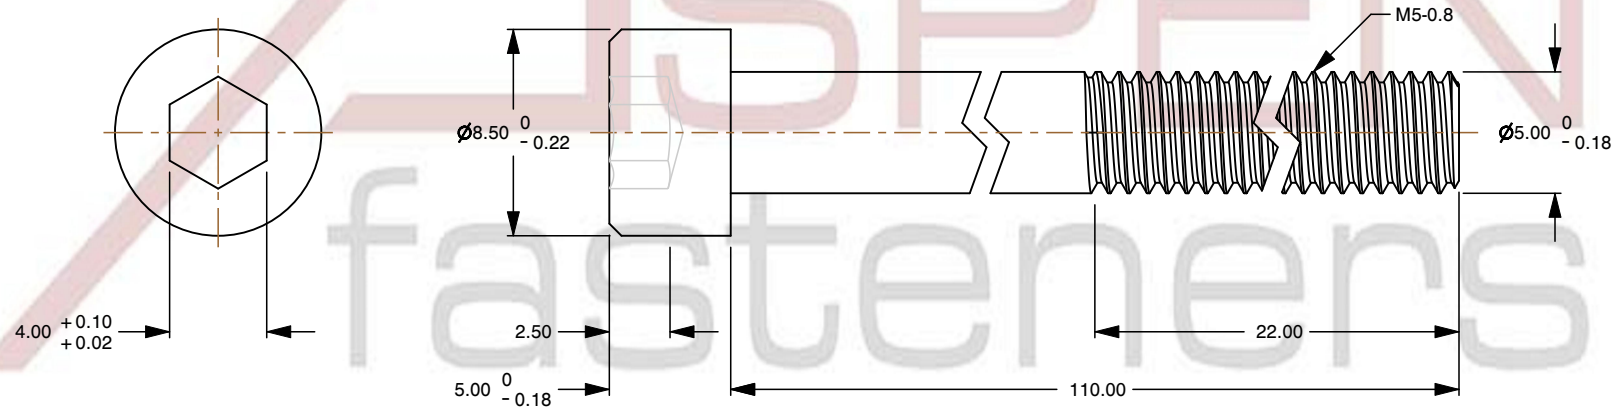 ASPEN
fasteners
M5-0.8
Ø8.50 0
- 0.22
Ø5.00 0
- 0.18
4.00 +0.10
+0.02
2.50
22.00
5.00 0
- 0.18
110.00